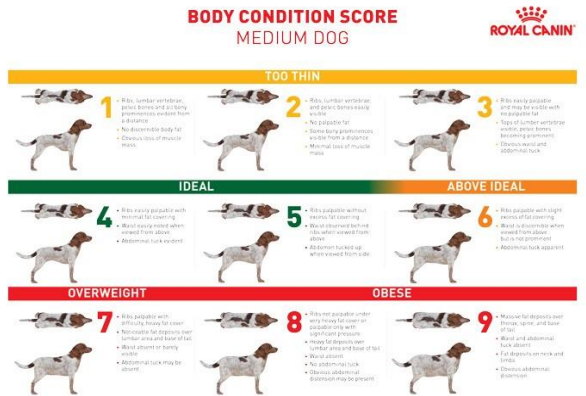 BODY CONDITION SCORE
MEDIUM DOG
ROYAL CANIN
TOO THIN
1
• Ribs, lumbar vertebrae,
pelvic bones and all bony
prominences evident from
a distance
• No discernible body fat
• Obvious loss of muscle
mass
2
• Ribs, lumbar vertebrae
and pelvic bones easily
visible
• No palpable fat
• Some bony prominences
visible from a distance
• Minimal loss of muscle
mass
3
• Ribs easily palpable
and may be visible with
no palpable fat
• Tops of lumbar vertebrae
visible, pelvic bones
becoming prominent
• Obvious waist and
abdominal tuck
IDEAL
ABOVE IDEAL
4
• Ribs easily palpable with
minimal fat covering
• Waist easily noted when
viewed from above
• Abdominal tuck evident
5
• Ribs palpable without
excess fat covering
• Waist observed behind
ribs when viewed from
above
• Abdomen tucked up
when viewed from side
6
• Ribs palpable with slight
excess of fat covering
• Waist is discernible when
viewed from above
but is not prominent
• Abdominal tuck apparent
OVERWEIGHT
OBESE
7
• Ribs palpable with
difficulty, heavy fat cover
• Noticeable fat deposits over
lumbar area and base of tail
• Waist absent or barely
visible
• Abdominal tuck may be
absent
8
• Ribs not palpable under
very heavy fat cover or
palpable only with
significant pressure
• Heavy fat deposits over
lumbar area and base of tail
• Waist absent
• No abdominal tuck
• Obvious abdominal
distension may be present
9
• Massive fat deposits over
thorax, spine, and base
of tail
• Waist and abdominal
tuck absent
• Fat deposits on neck and
limbs
• Obvious abdominal
distension